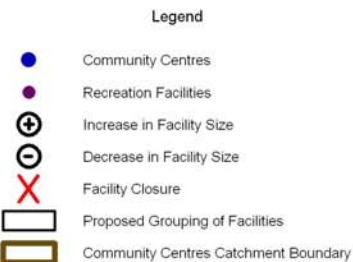 Legend
Community Centres
Recreation Facilities
Increase in Facility Size
Decrease in Facility Size
Facility Closure
Proposed Grouping of Facilities
Community Centres Catchment Boundary